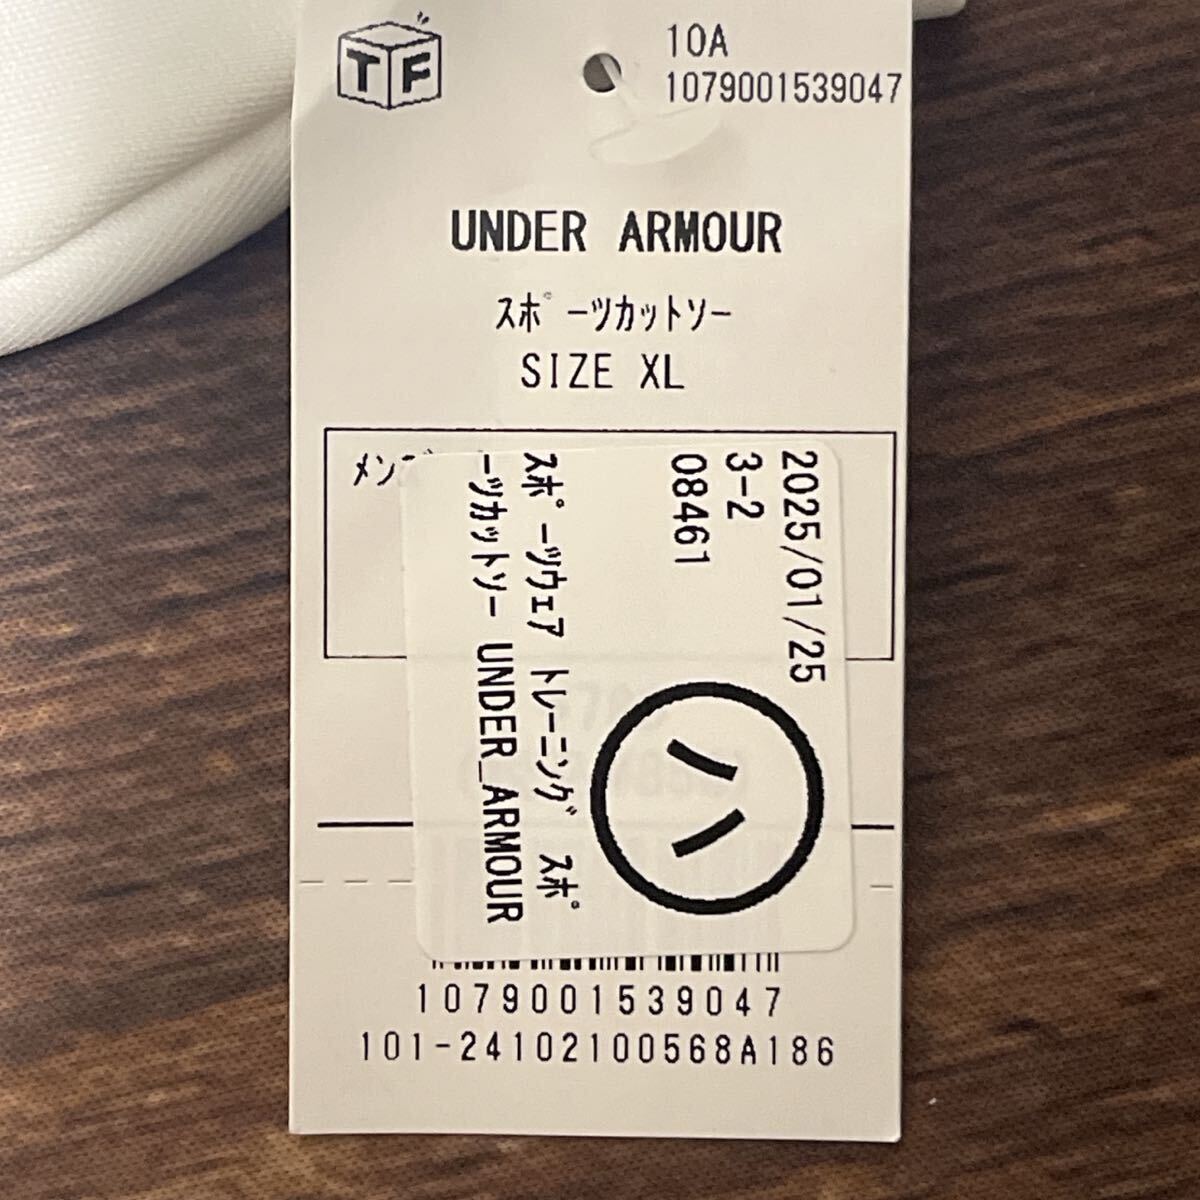 TF
10A
1079001539047
UNDER ARMOUR
スポーツカットソー
SIZE XL
2025/01/25
3-2
08461
ハ
スポーツウェア トレーニング スポ
ーツカットソー UNDER_ARMOUR
1079001539047
101-24102100568A186